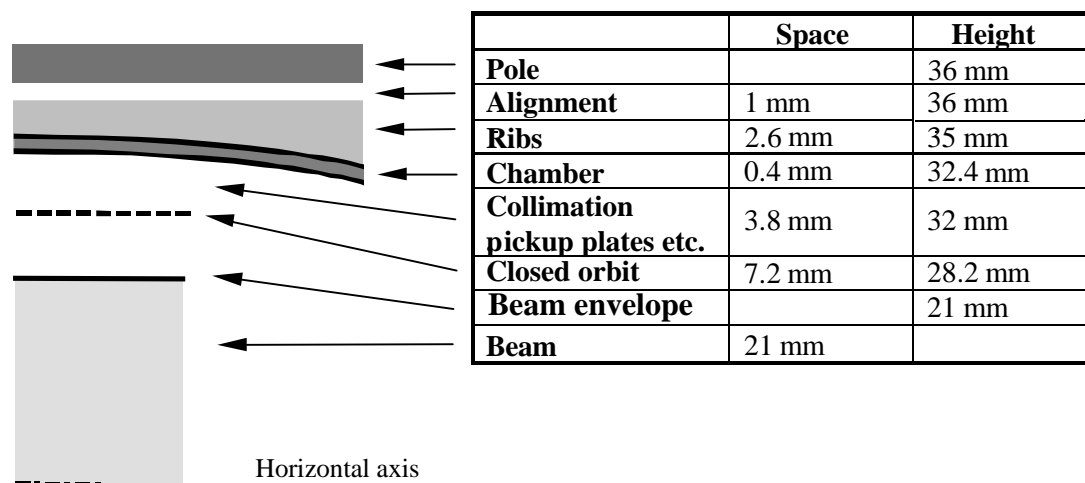 Space Height
Pole 36 mm
Alignment 1 mm 36 mm
Ribs 2.6 mm 35 mm
Chamber 0.4 mm 32.4 mm
Collimation
pickup plates etc. 3.8 mm 32 mm
Closed orbit 7.2 mm 28.2 mm
Beam envelope 21 mm
Beam 21 mm
Horizontal axis